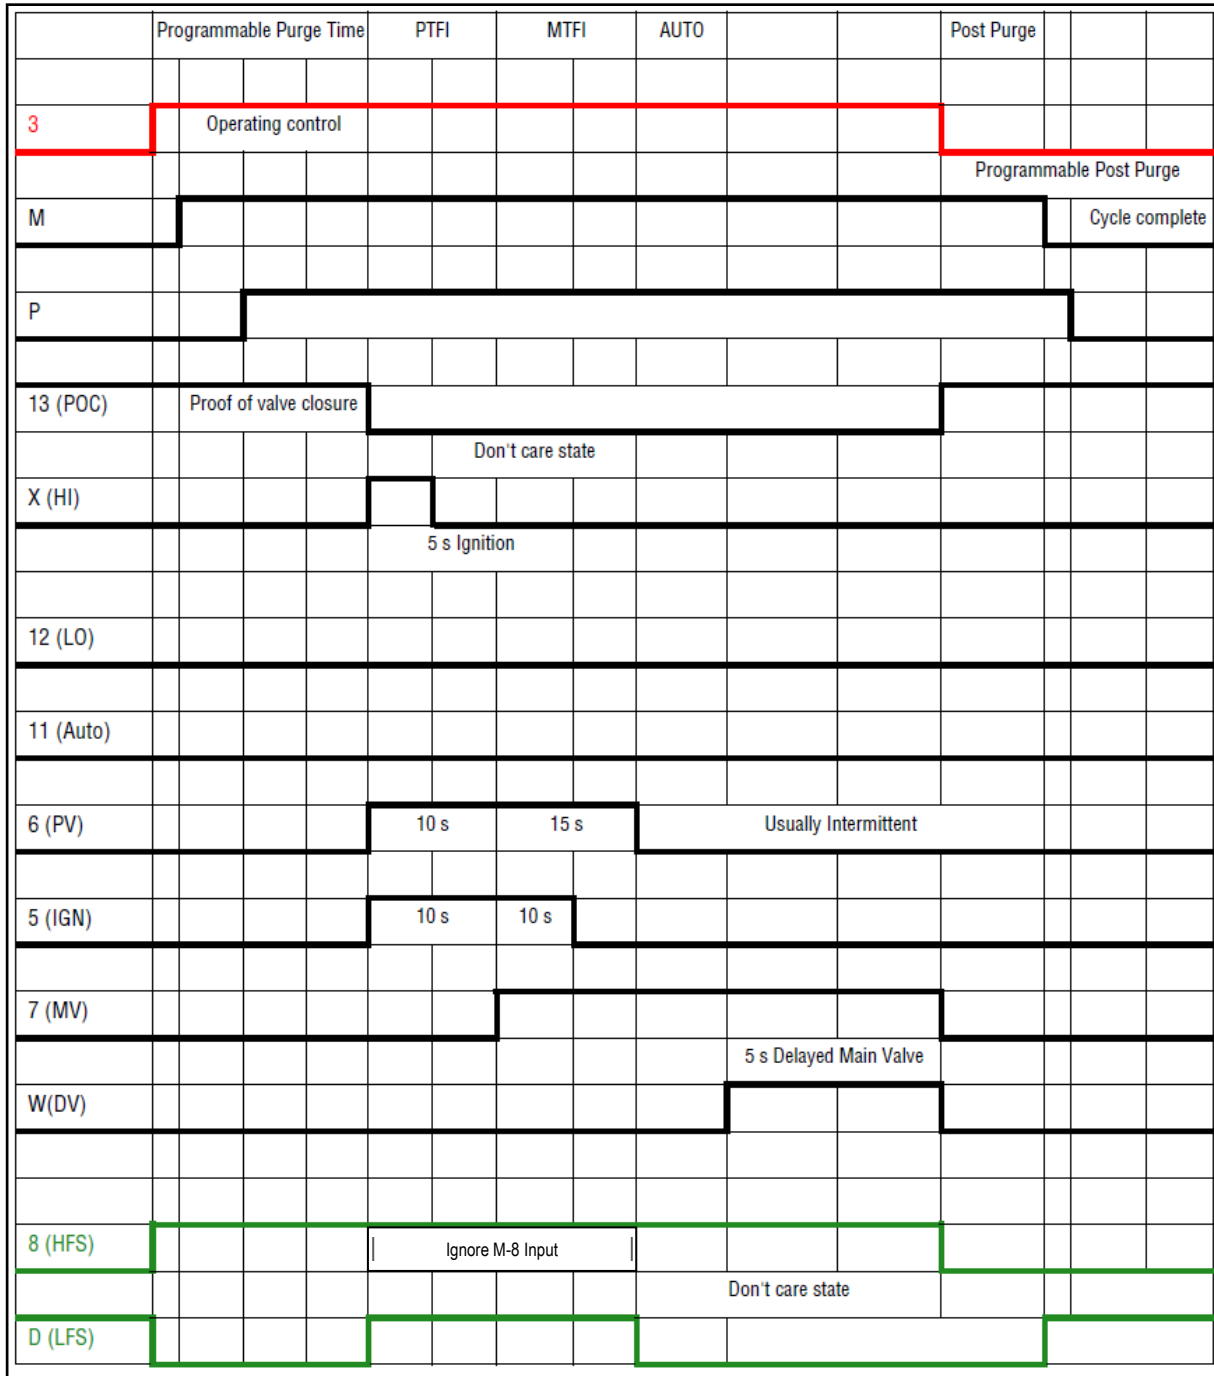 Programmable Purge Time PTFI MTFI AUTO Post Purge
3 Operating control
Programmable Post Purge
M Cycle complete
P
13 (POC) Proof of valve closure
Don't care state
X (HI)
5 s Ignition
12 (LO)
11 (Auto)
6 (PV) 10 s 15 s Usually Intermittent
5 (IGN) 10 s 10 s
7 (MV)
5 s Delayed Main Valve
W(DV)
8 (HFS) Ignore M-8 Input
Don't care state
D (LFS)